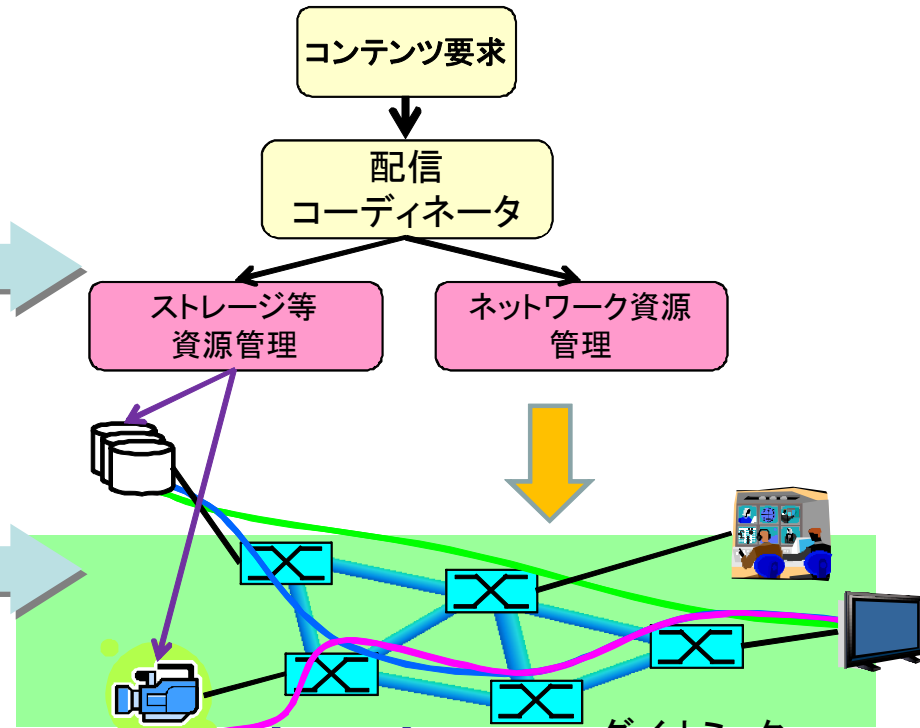 コンテンツ要求
配信
コーディネータ
ストレージ等
資源管理
ネットワーク資源
管理